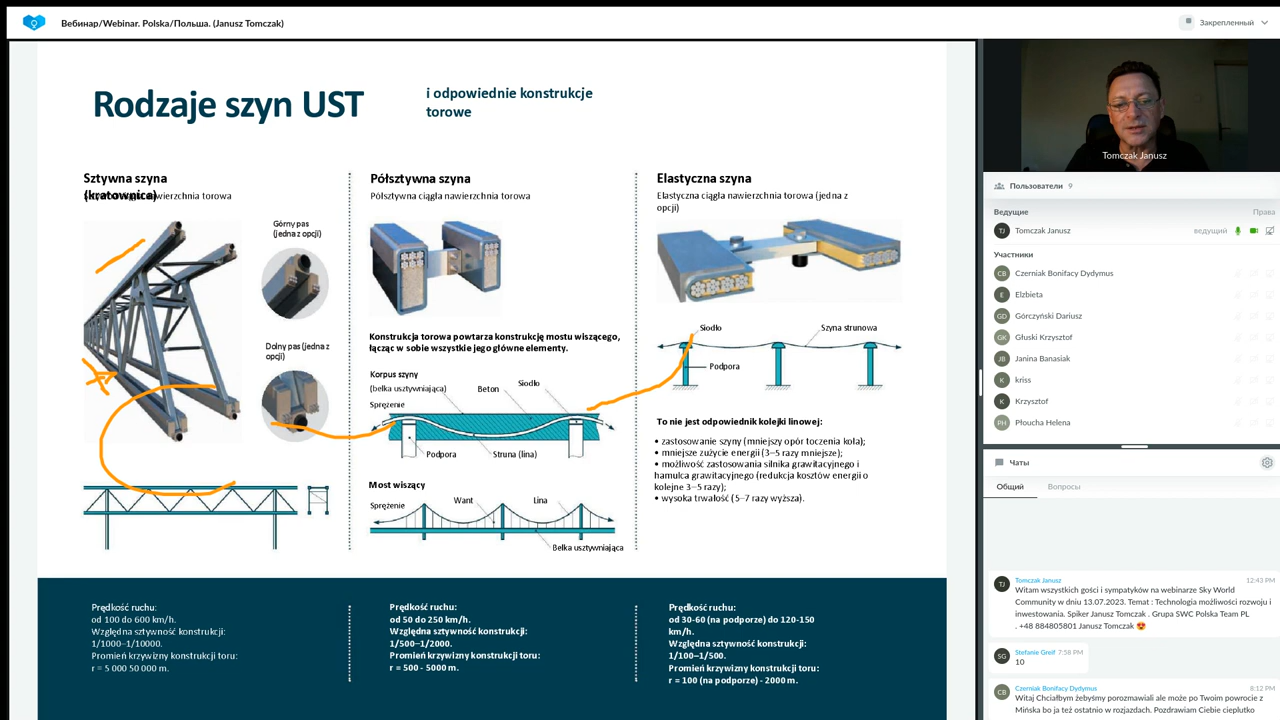 Вебинар/Webinar. Polska/Польша. (Janusz Tomczak)
Закрепленный
Rodzaje szyn UST
i odpowiednie konstrukcje
torowe
Sztywna szyna
(kratownica)
nawierzchnia torowa
Górny pas
(jedna z opcji)
Dolny pas (jedna z
opcji)
Półsztywna szyna
Półsztywna ciągła nawierzchnia torowa
Konstrukcja torowa powtarza konstrukcję mostu wiszącego,
łącząc w sobie wszystkie jego główne elementy.
Korpus szyny
(belka usztywniająca)
Beton
Siodło
Sprężenie
Podpora
Struna (lina)
Most wiszący
Sprężenie
Want
Lina
Belka usztywniająca
Elastyczna szyna
Elastyczna ciągła nawierzchnia torowa (jedna z
opcji)
Siodło
Szyna strunowa
Podpora
To nie jest odpowiednik kolejki linowej:
• zastosowanie szyny (mniejszy opór toczenia koła);
• mniejsze zużycie energii (3–5 razy mniejsze);
• możliwość zastosowania silnika grawitacyjnego i
hamulca grawitacyjnego (redukcja kosztów energii o
kolejne 3–5 razy);
• wysoka trwałość (5–7 razy wyższa).
Prędkość ruchu:
od 100 do 600 km/h.
Względna sztywność konstrukcji:
1/1000–1/10000.
Promień krzywizny konstrukcji toru:
r = 5 000 50 000 m.
Prędkość ruchu:
od 50 do 250 km/h.
Względna sztywność konstrukcji:
1/500–1/2000.
Promień krzywizny konstrukcji toru:
r = 500 - 5000 m.
Prędkość ruchu:
od 30-60 (na podporze) do 120-150
km/h.
Względna sztywność konstrukcji:
1/100–1/500.
Promień krzywizny konstrukcji toru:
r = 100 (na podporze) - 2000 m.
Tomczak Janusz
Пользователи 9
Ведущие Права
TJ Tomczak Janusz ведущий
Участники
CB Czerniak Bonifacy Dydymus
E Elzbieta
GD Górczyński Dariusz
GK Głuski Krzysztof
JB Janina Banasiak
K kriss
K Krzysztof
PH Płoucha Helena
Чаты
Общий Вопросы
TJ Tomczak Janusz 12:43 PM
Witam wszystkich gości i sympatyków na webinarze Sky World
Community w dniu 13.07.2023. Temat : Technologia możliwości rozwoju i
inwestowania. Spiker Janusz Tomczak . Grupa SWC Polska Team PL
. +48 884805801 Janusz Tomczak 😍
SG Stefanie Greif 7:58 PM
10
CB Czerniak Bonifacy Dydymus 8:12 PM
Witaj Chciałbym żebyśmy porozmawiali ale może po Twoim powrocie z
Mińska bo ja też ostatnio w rozjazdach. Pozdrawiam Ciebie cieplutko